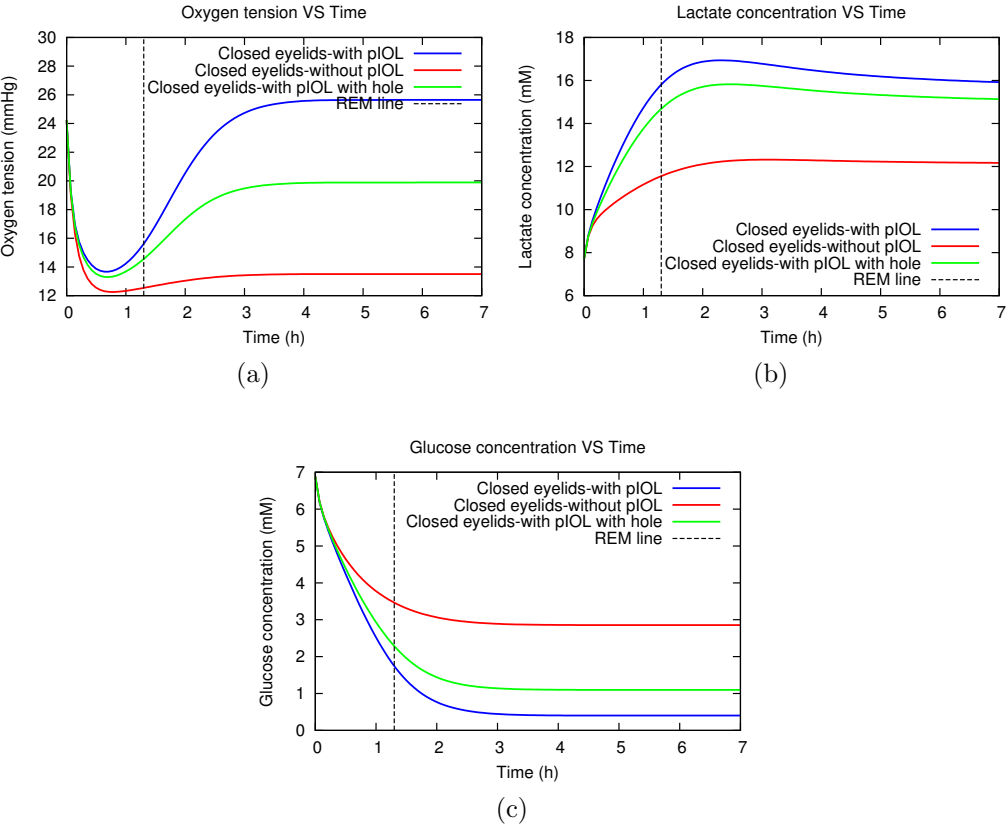 Oxygen tension VS Time
30
28
26
24
22
20
18
16
14
12
Oxygen tension (mmHg)
Closed eyelids-with pIOL
Closed eyelids-without pIOL
Closed eyelids-with pIOL with hole
REM line
0 1 2 3 4 5 6 7
Time (h)
(a)
Lactate concentration VS Time
18
16
14
12
10
8
6
Lactate concentration (mM)
Closed eyelids-with pIOL
Closed eyelids-without pIOL
Closed eyelids-with pIOL with hole
REM line
0 1 2 3 4 5 6 7
Time (h)
(b)
Glucose concentration VS Time
7
6
5
4
3
2
1
0
Glucose concentration (mM)
Closed eyelids-with pIOL
Closed eyelids-without pIOL
Closed eyelids-with pIOL with hole
REM line
0 1 2 3 4 5 6 7
Time (h)
(c)